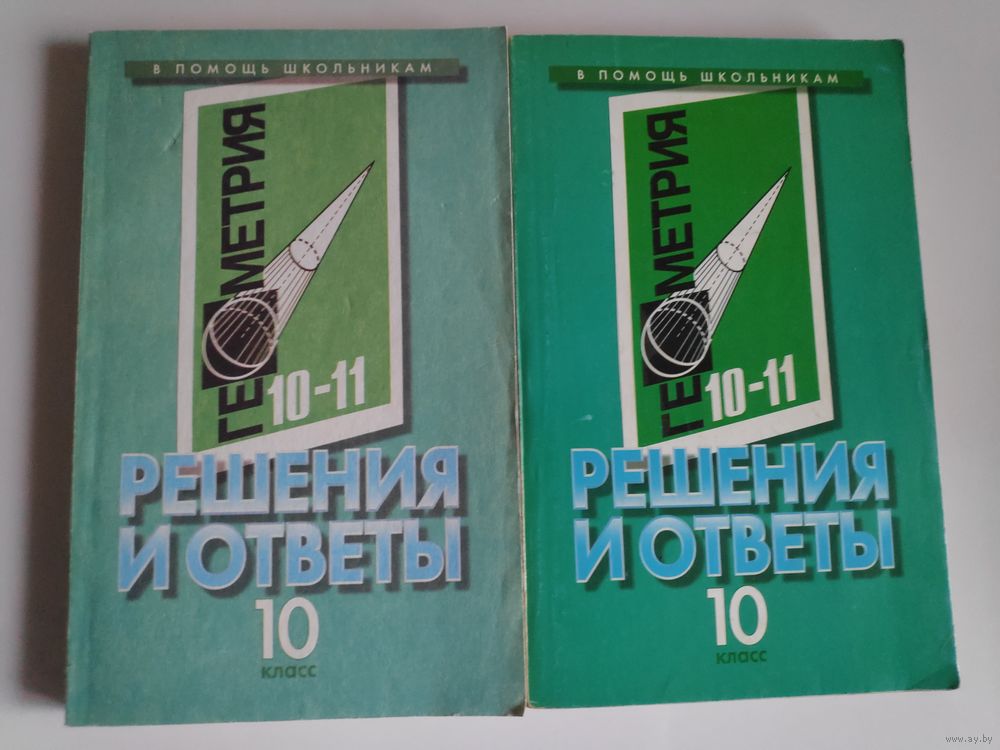 В ПОМОЩЬ ШКОЛЬНИКАМ
ГЕОМЕТРИЯ
10-11
РЕШЕНИЯ
И ОТВЕТЫ
10
класс
В ПОМОЩЬ ШКОЛЬНИКАМ
ГЕОМЕТРИЯ
10-11
РЕШЕНИЯ
И ОТВЕТЫ
10
класс
www.ay.by